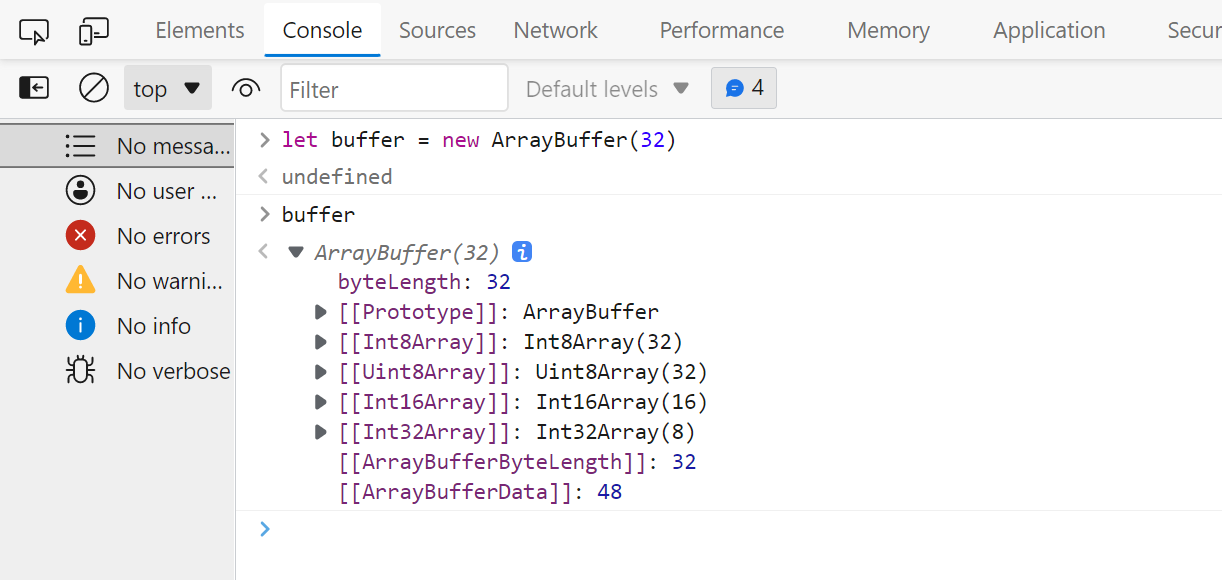 Elements Console Sources Network Performance Memory Application Secur
top Filter Default levels 4
No messa...
No user ...
No errors
No warni...
No info
No verbose
> let buffer = new ArrayBuffer(32)
< undefined
> buffer
< ▼ ArrayBuffer(32) i
byteLength: 32
▶ [[Prototype]]: ArrayBuffer
▶ [[Int8Array]]: Int8Array(32)
▶ [[Uint8Array]]: Uint8Array(32)
▶ [[Int16Array]]: Int16Array(16)
▶ [[Int32Array]]: Int32Array(8)
[[ArrayBufferByteLength]]: 32
[[ArrayBufferData]]: 48
>